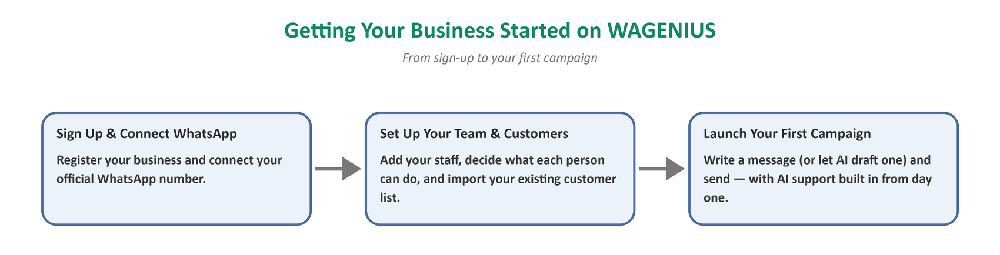 Getting Your Business Started on WAGENIUS
From sign-up to your first campaign
Sign Up & Connect WhatsApp
Register your business and connect your
official WhatsApp number.
Set Up Your Team & Customers
Add your staff, decide what each person
can do, and import your existing customer
list.
Launch Your First Campaign
Write a message (or let AI draft one) and
send — with AI support built in from day
one.